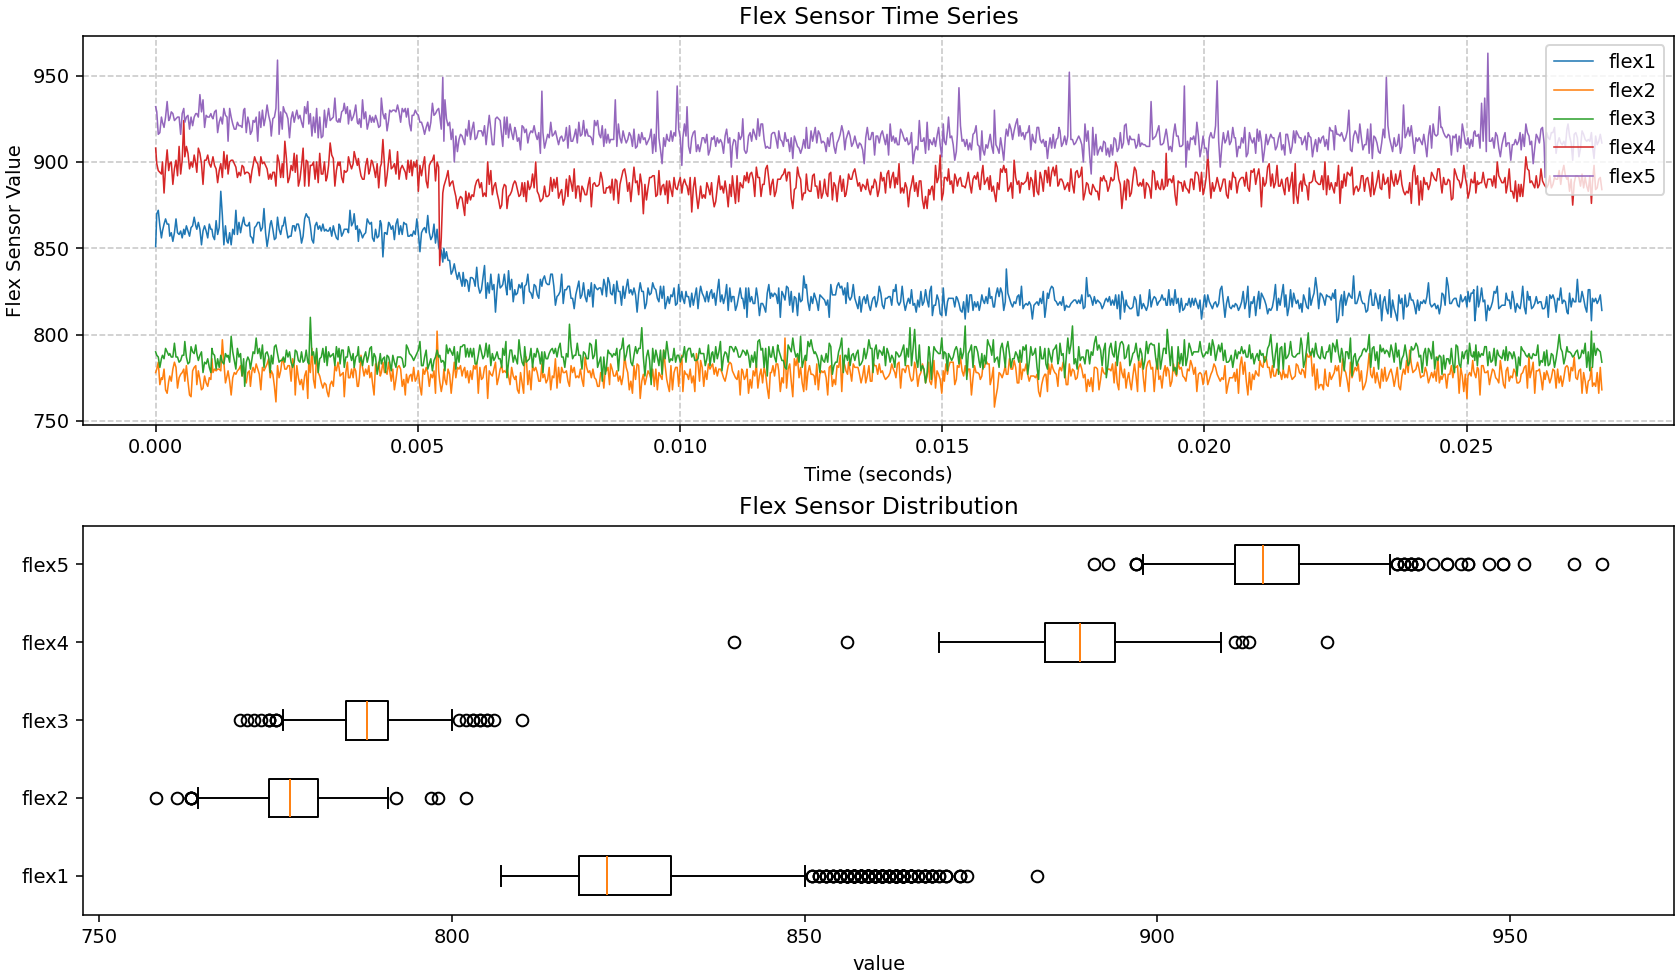 Flex Sensor Time Series
Flex Sensor Value
950
900
850
800
750
flex1
flex2
flex3
flex4
flex5
0.000 0.005 0.010 0.015 0.020 0.025
Time (seconds)
Flex Sensor Distribution
flex5
flex4
flex3
flex2
flex1
750 800 850 900 950
value